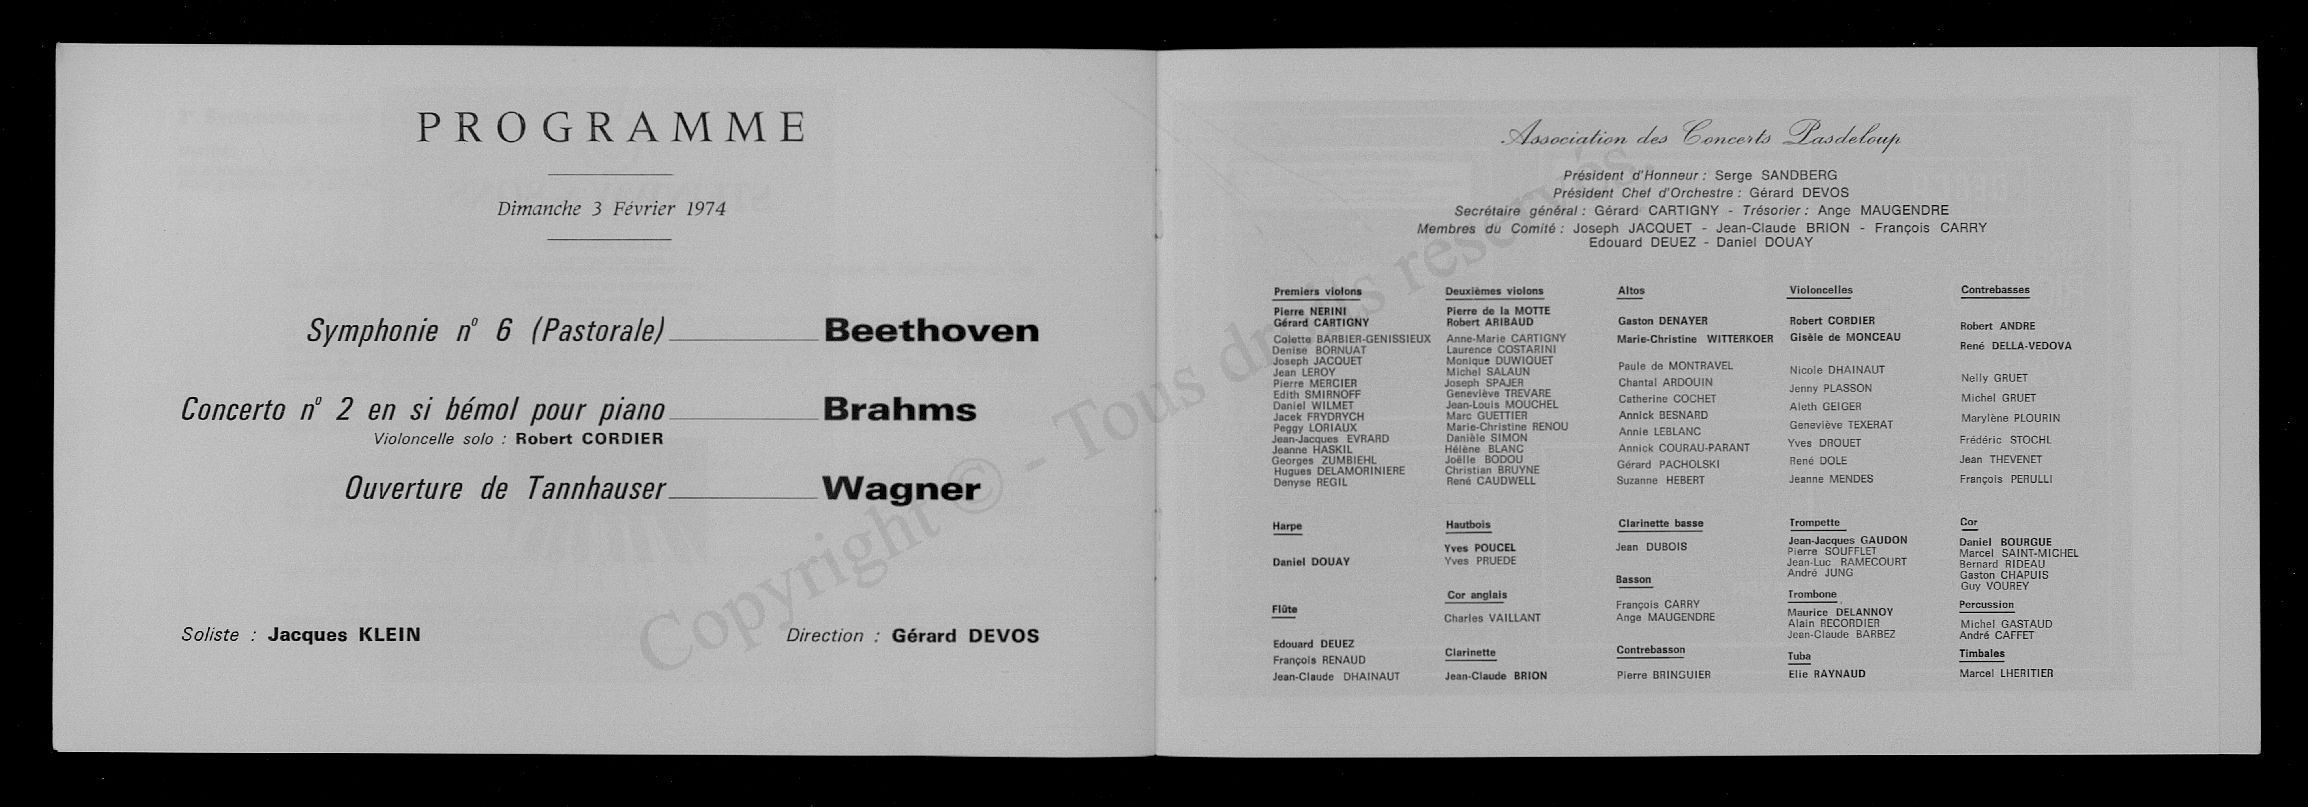 PROGRAMME
Dimanche 3 Février 1974
Symphonie nº 6 (Pastorale) Beethoven
Concerto nº 2 en si bémol pour piano Brahms
Violoncelle solo : Robert CORDIER
Ouverture de Tannhauser Wagner
Soliste : Jacques KLEIN
Direction : Gérard DEVOS
Association des Concerts Pasdeloup
Président d'Honneur : Serge SANDBERG
Président Chef d'Orchestre : Gérard DEVOS
Secrétaire général : Gérard CARTIGNY - Trésorier : Ange MAUGENDRE
Membres du Comité : Joseph JACQUET - Jean-Claude BRION - François CARRY
Edouard DEUEZ - Daniel DOUAY
Premiers violons
Pierre NERINI
Gérard CARTIGNY
Colette BARBIER-GENISSIEUX
Denise BORNUAT
Joseph JACQUET
Jean LEROY
Pierre MERCIER
Edith SMIRNOFF
Daniel WILMET
Jacek FRYDRYCH
Peggy LORIAUX
Jean-Jacques EVRARD
Jeanne HASKIL
Georges ZUMBIEHL
Hugues DELAMORINIERE
Denyse REGIL
Deuxièmes violons
Pierre de la MOTTE
Robert ARIBAUD
Anne-Marie CARTIGNY
Laurence COSTARINI
Monique DUWIQUET
Michel SALAUN
Joseph SPAJER
Geneviève TREVARE
Jean-Louis MOUCHEL
Marc GUETTIER
Marie-Christine RENOU
Danièle SIMON
Hélène BLANC
Joëlle BODOU
Christian BRUYNE
René CAUDWELL
Altos
Gaston DENAYER
Marie-Christine WITTERKOER
Paule de MONTRAVEL
Chantal ARDOUIN
Catherine COCHET
Annick BESNARD
Annie LEBLANC
Annick COURAU-PARANT
Gérard PACHOLSKI
Suzanne HEBERT
Violoncelles
Robert CORDIER
Gisèle de MONCEAU
Nicole DHAINAUT
Jenny PLASSON
Aleth GEIGER
Geneviève TEXERAT
Yves DROUET
René DOLE
Jeanne MENDES
Contrebasses
Robert ANDRE
René DELLA-VEDOVA
Nelly GRUET
Michel GRUET
Marylène PLOURIN
Frédéric STOCHL
Jean THEVENET
François PERULLI
Harpe
Daniel DOUAY
Flûte
Edouard DEUEZ
François RENAUD
Jean-Claude DHAINAUT
Hautbois
Yves POUCEL
Yves PRUEDE
Cor anglais
Charles VAILLANT
Clarinette
Jean-Claude BRION
Clarinette basse
Jean DUBOIS
Basson
François CARRY
Ange MAUGENDRE
Contrebasson
Pierre BRINGUIER
Trompette
Jean-Jacques GAUDON
Pierre SOUFFLET
Jean-Luc RAMECOURT
André JUNG
Trombone
Maurice DELANNOY
Alain RECORDIER
Jean-Claude BARBEZ
Tuba
Elie RAYNAUD
Cor
Daniel BOURGUE
Marcel SAINT-MICHEL
Bernard RIDEAU
Gaston CHAPUIS
Guy VOUREY
Percussion
Michel GASTAUD
André CAFFET
Timbales
Marcel LHERITIER
Copyright © - Tous droits réservés.